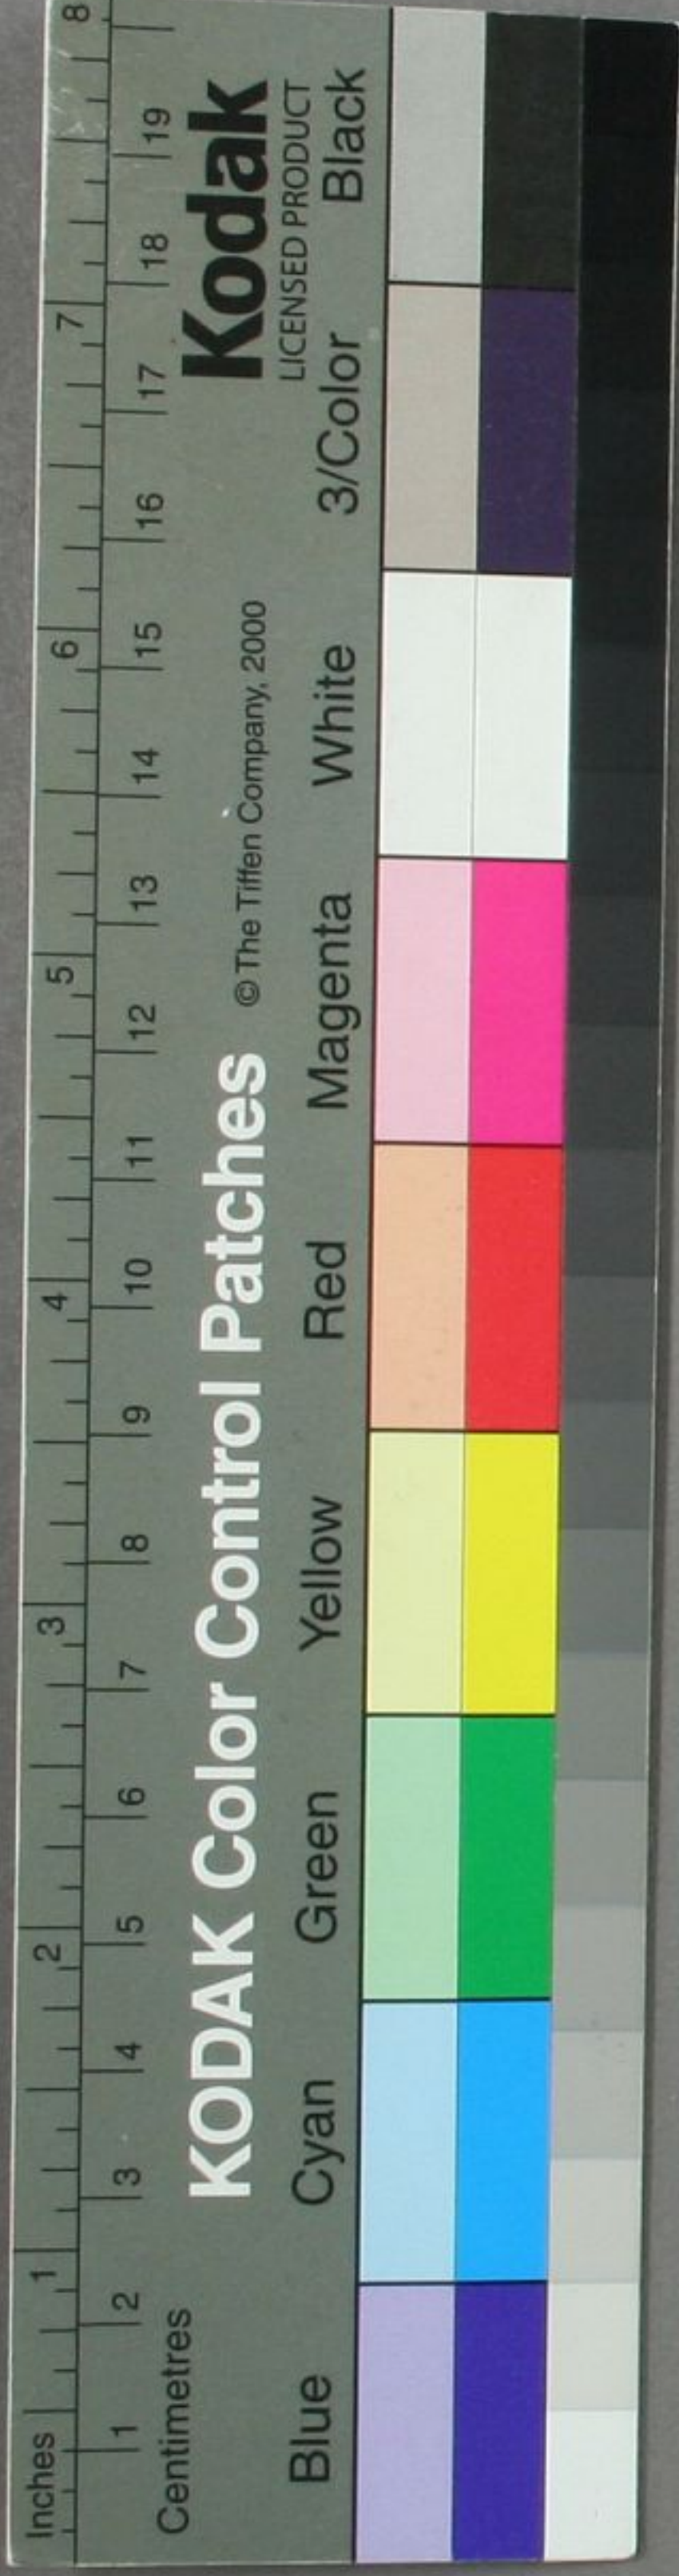 Inches 1 2 3 4 5 6 7 8
1 2 3 4 5 6 7 8 9 10 11 12 13 14 15 16 17 18 19
Centimetres
KODAK Color Control Patches © The Tiffen Company, 2000 Kodak
LICENSED PRODUCT
Blue Cyan Green Yellow Red Magenta White 3/Color Black